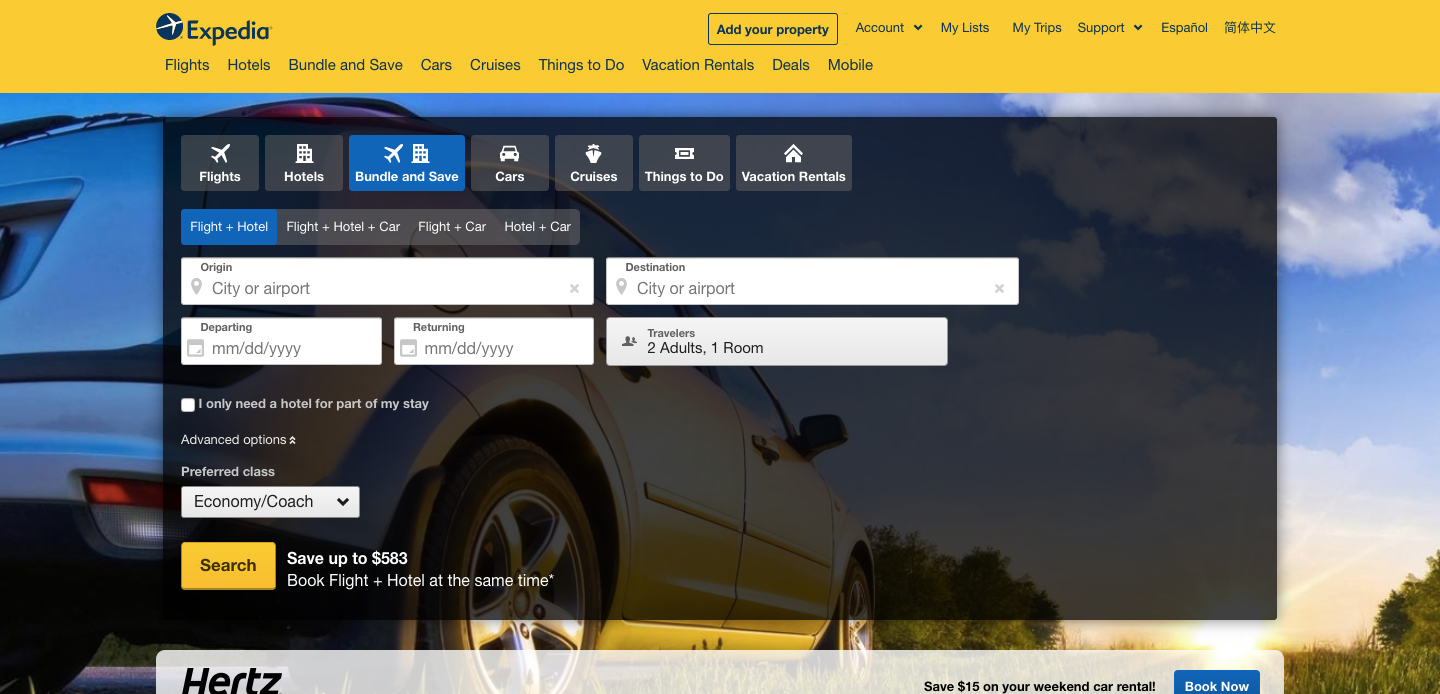 Expedia
Add your property
Account
My Lists
My Trips
Support
Español
简体中文
Flights
Hotels
Bundle and Save
Cars
Cruises
Things to Do
Vacation Rentals
Deals
Mobile
Flights
Hotels
Bundle and Save
Cars
Cruises
Things to Do
Vacation Rentals
Flight + Hotel
Flight + Hotel + Car
Flight + Car
Hotel + Car
Origin
City or airport
Destination
City or airport
Departing
mm/dd/yyyy
Returning
mm/dd/yyyy
Travelers
2 Adults, 1 Room
I only need a hotel for part of my stay
Advanced options
Preferred class
Economy/Coach
Search
Save up to $583
Book Flight + Hotel at the same time*
Hertz
Save $15 on your weekend car rental!
Book Now